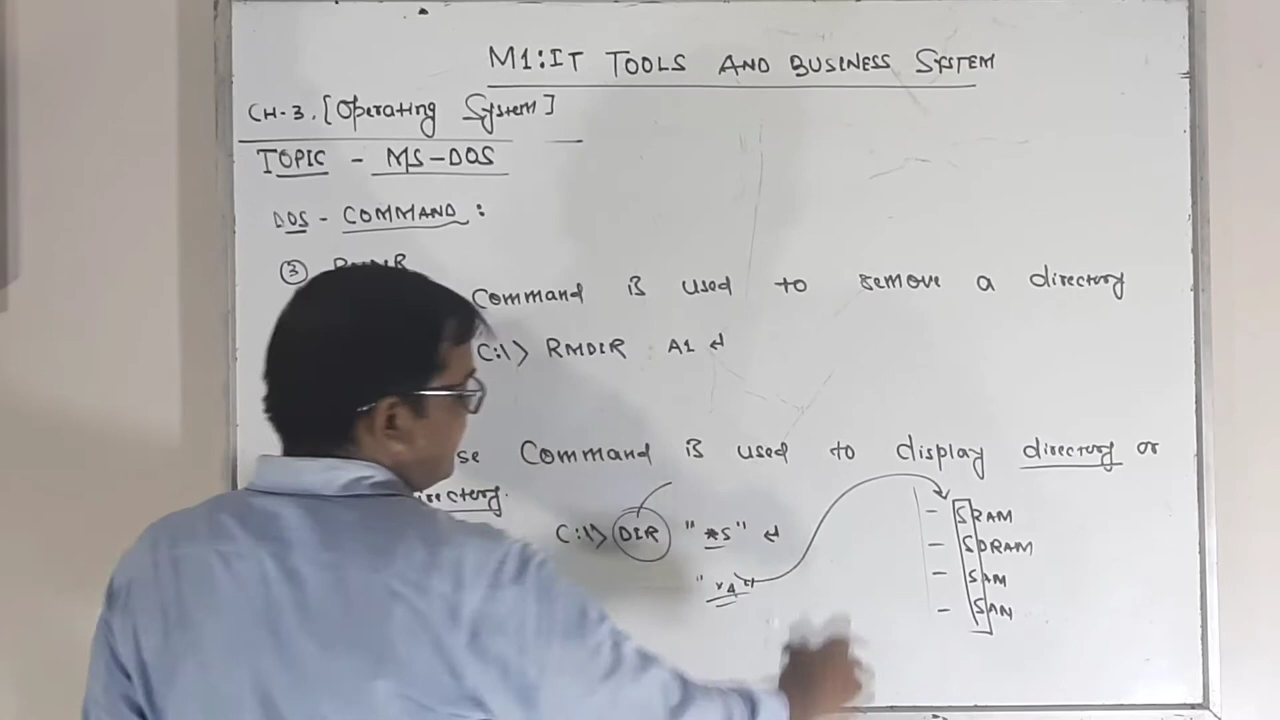 M1:IT TOOLS AND BUSINESS SYSTEM
CH-3.[Operating System]
TOPIC - MS-DOS
DOS - COMMAND:
③
Command is used to remove a directory
C:\> RMDIR A1 ↵
Command is used to display directory or
C:\> DIR "*S" ↵
- SRAM
- SDRAM
- SAM
- SAN